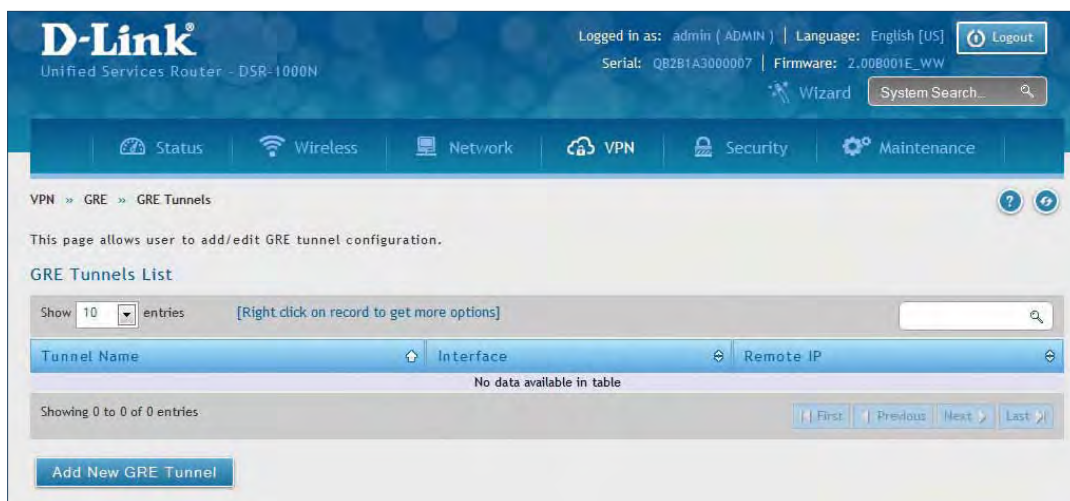 D-Link®
Unified Services Router - DSR-1000N
Logged in as: admin ( ADMIN ) | Language: English [US]
Logout
Serial: QB2B1A3000007 | Firmware: 2.00B001E_WW
Wizard
System Search...
Status
Wireless
Network
VPN
Security
Maintenance
VPN » GRE » GRE Tunnels
This page allows user to add/edit GRE tunnel configuration.
GRE Tunnels List
Show 10 entries
[Right click on record to get more options]
Tunnel Name
Interface
Remote IP
No data available in table
Showing 0 to 0 of 0 entries
First
Previous
Next
Last
Add New GRE Tunnel